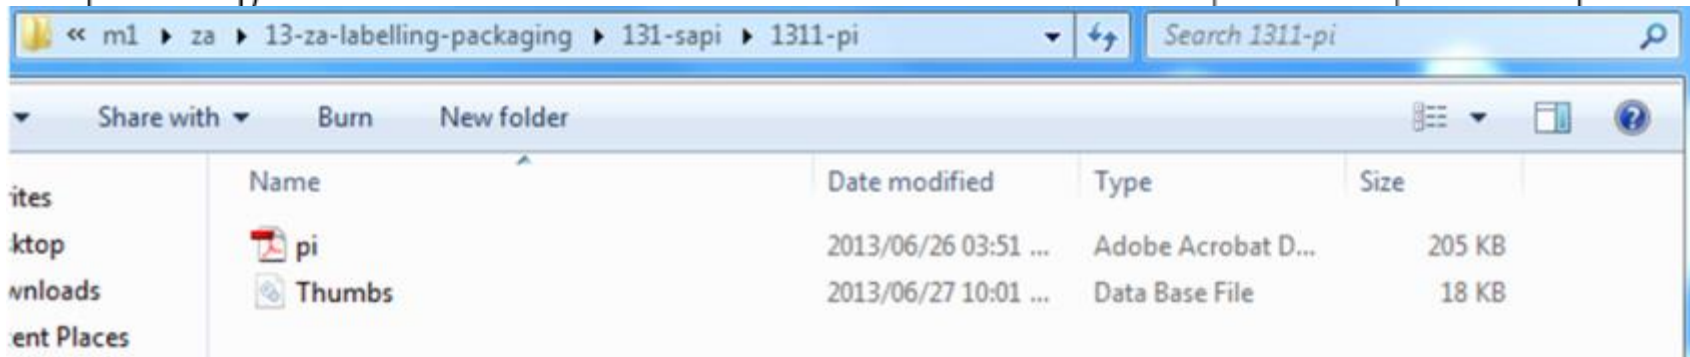 « m1 ▸ za ▸ 13-za-labelling-packaging ▸ 131-sapi ▸ 1311-pi Search 1311-pi
Share with Burn New folder
Name Date modified Type Size
rites
ktop pi 2013/06/26 03:51 ... Adobe Acrobat D... 205 KB
wnloads Thumbs 2013/06/27 10:01 ... Data Base File 18 KB
ent Places